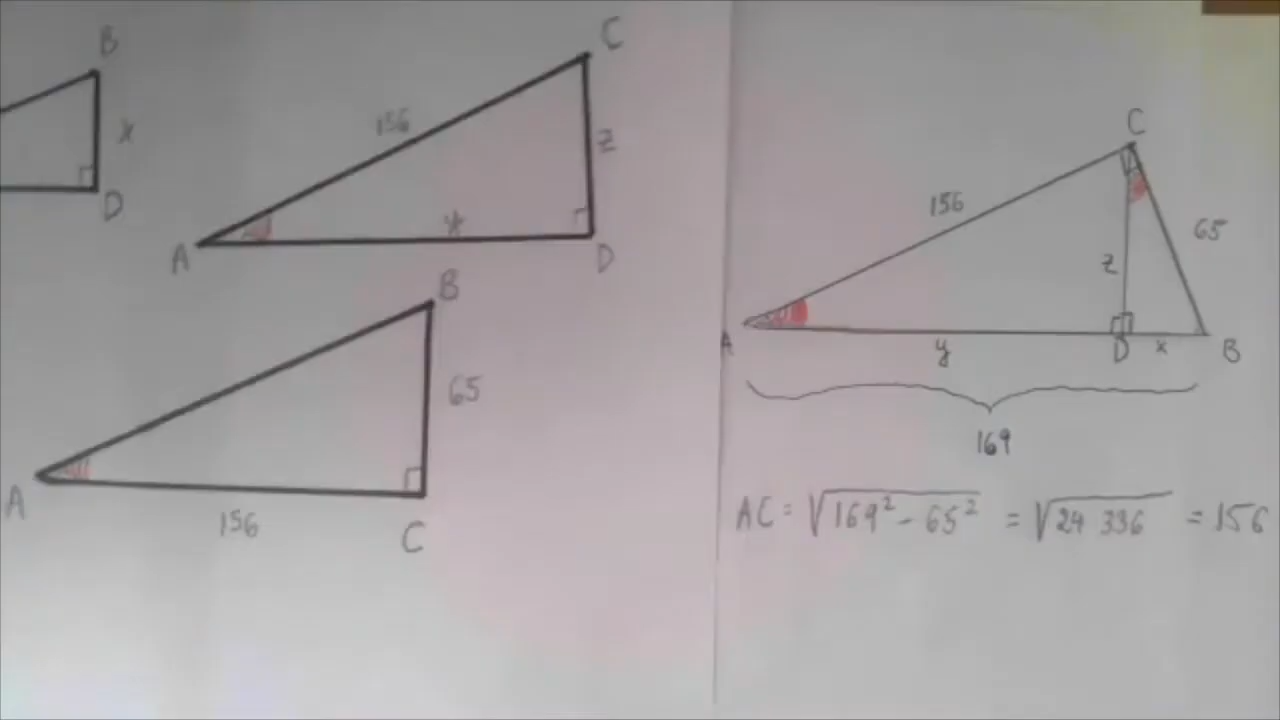 B
x
D
C
156
z
A
y
D
B
65
A
156
C
C
156
65
z
A
y
D
x
B
169
AC = √169² - 65² = √24 336 = 156